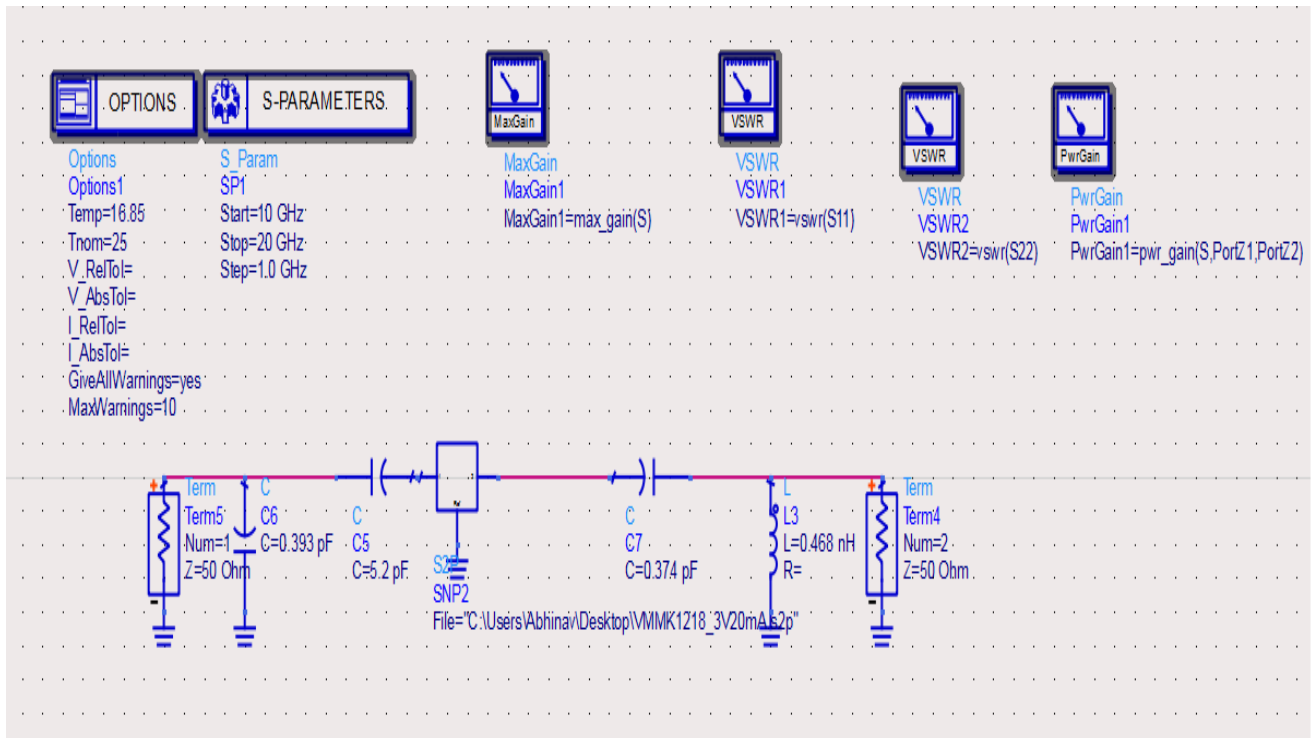 OPTIONS
S-PARAMETERS
MaxGain
VSWR
VSWR
PwrGain
Options
Options1
Temp=16.85
Tnom=25
V_RelTol=
V_AbsTol=
I_RelTol=
I_AbsTol=
GiveAllWarnings=yes
MaxWarnings=10
S_Param
SP1
Start=10 GHz
Stop=20 GHz
Step=1.0 GHz
MaxGain
MaxGain1
MaxGain1=max_gain(S)
VSWR
VSWR1
VSWR1=vswr(S11)
VSWR
VSWR2
VSWR2=vswr(S22)
PwrGain
PwrGain1
PwrGain1=pwr_gain(S,PortZ1,PortZ2)
Term
Term5
Num=1
Z=50 Ohm
C
C6
C=0.393 pF
C
C5
C=5.2 pF
S2P
SNP2
File="C:\Users\Abhinav\Desktop\VMMK1218_3V20mA.s2p"
C
C7
C=0.374 pF
L
L3
L=0.468 nH
R=
Term
Term4
Num=2
Z=50 Ohm